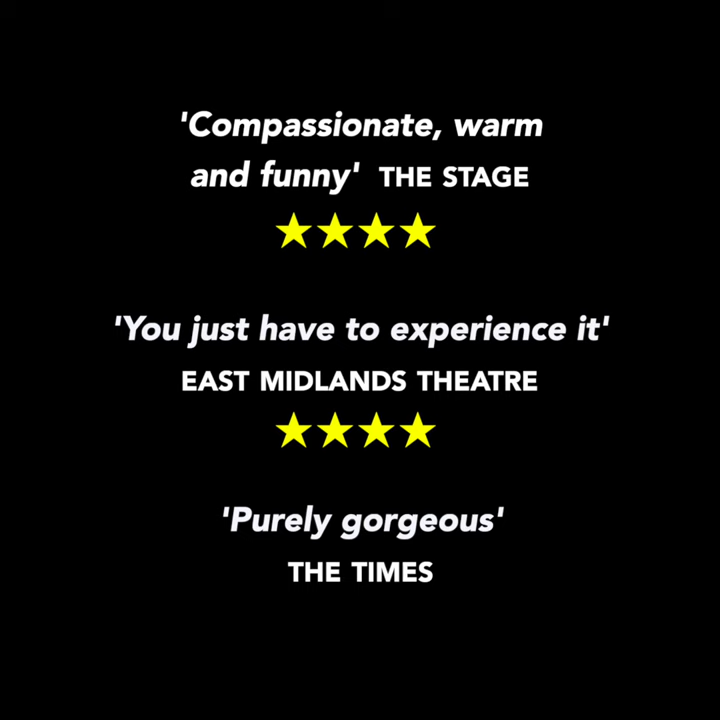 'Compassionate, warm
and funny' THE STAGE
'You just have to experience it'
EAST MIDLANDS THEATRE
'Purely gorgeous'
THE TIMES